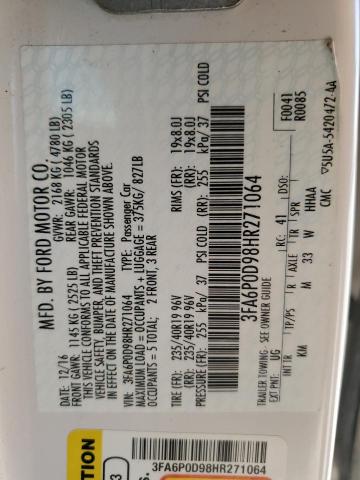 MFD. BY FORD MOTOR CO.
12/16 GVWR: 2168 KG ( 4780 LB)
FRONT GAWR: 1145 KG ( 2525 LB) REAR GAWR: 1046 KG ( 2305 LB)
THIS VEHICLE CONFORMS TO ALL APPLICABLE FEDERAL MOTOR
VEHICLE SAFETY, BUMPER, AND THEFT PREVENTION STANDARDS
IN EFFECT ON THE DATE OF MANUFACTURE SHOWN ABOVE.
VIN: 3FA6P0D98HR271064 TYPE: Passenger Car
MAXIMUM LOAD = OCCUPANTS + LUGGAGE = 375KG/ 827LB
OCCUPANTS = 5 TOTAL; 2 FRONT, 3 REAR
TIRE (FR): 235/40R19 96V RIMS (FR): 19x8.0J
TIRE (RR): 235/40R19 96V RIMS (RR): 19x8.0J
PRESSURE (FR): 255 kPa/ 37 PSI COLD (RR): 255 kPa/ 37 PSI COLD
3FA6P0D98HR271064
TRAILER TOWING- SEE OWNER GUIDE
F0041
R0085
EXT PNT: UG RC: 41 DSO:
INT TR TP/PS R AXLE TR SPR
KM M 33 W HHAA
CMC 5U5A-5420472-AA
3FA6P0D98HR271064